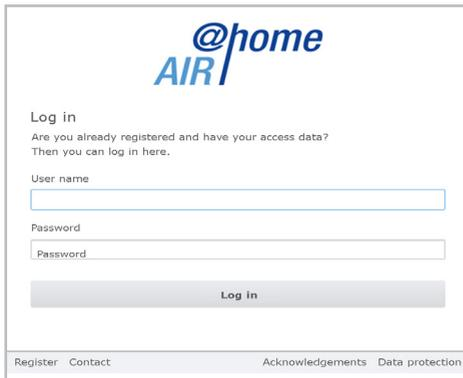 @home
AIR
Log in
Are you already registered and have your access data?
Then you can log in here.
User name
Password
Password
Log in
Register Contact Acknowledgements Data protection